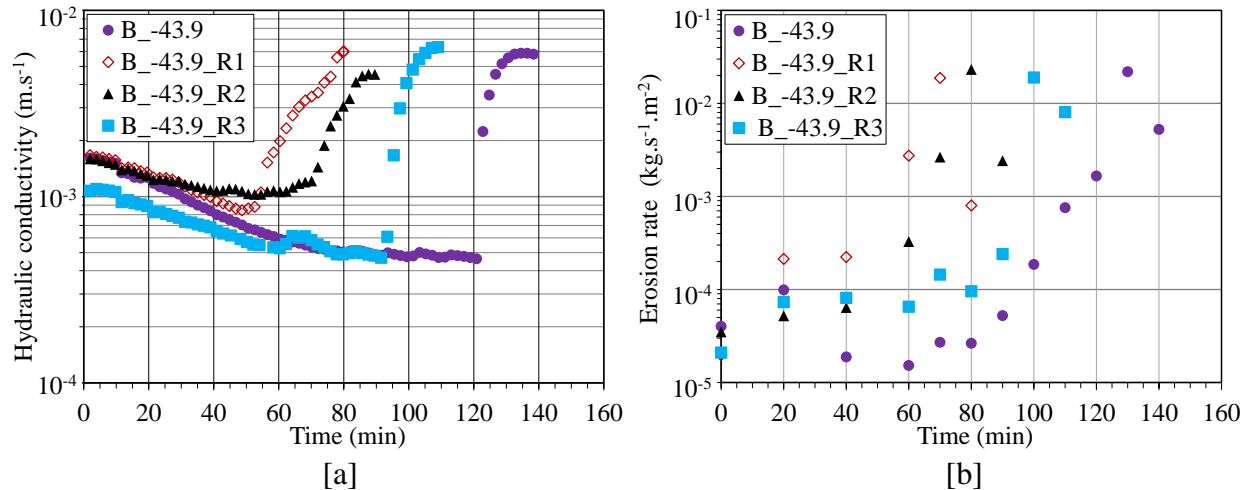 Hydraulic conductivity (m.s⁻¹)
10⁻²
10⁻³
10⁻⁴
B_-43.9
B_-43.9_R1
B_-43.9_R2
B_-43.9_R3
0 20 40 60 80 100 120 140 160
Time (min)
[a]
Erosion rate (kg.s⁻¹.m⁻²)
10⁰
10⁻¹
10⁻²
10⁻³
10⁻⁴
10⁻⁵
B_-43.9
B_-43.9_R1
B_-43.9_R2
B_-43.9_R3
0 20 40 60 80 100 120 140 160
Time (min)
[b]